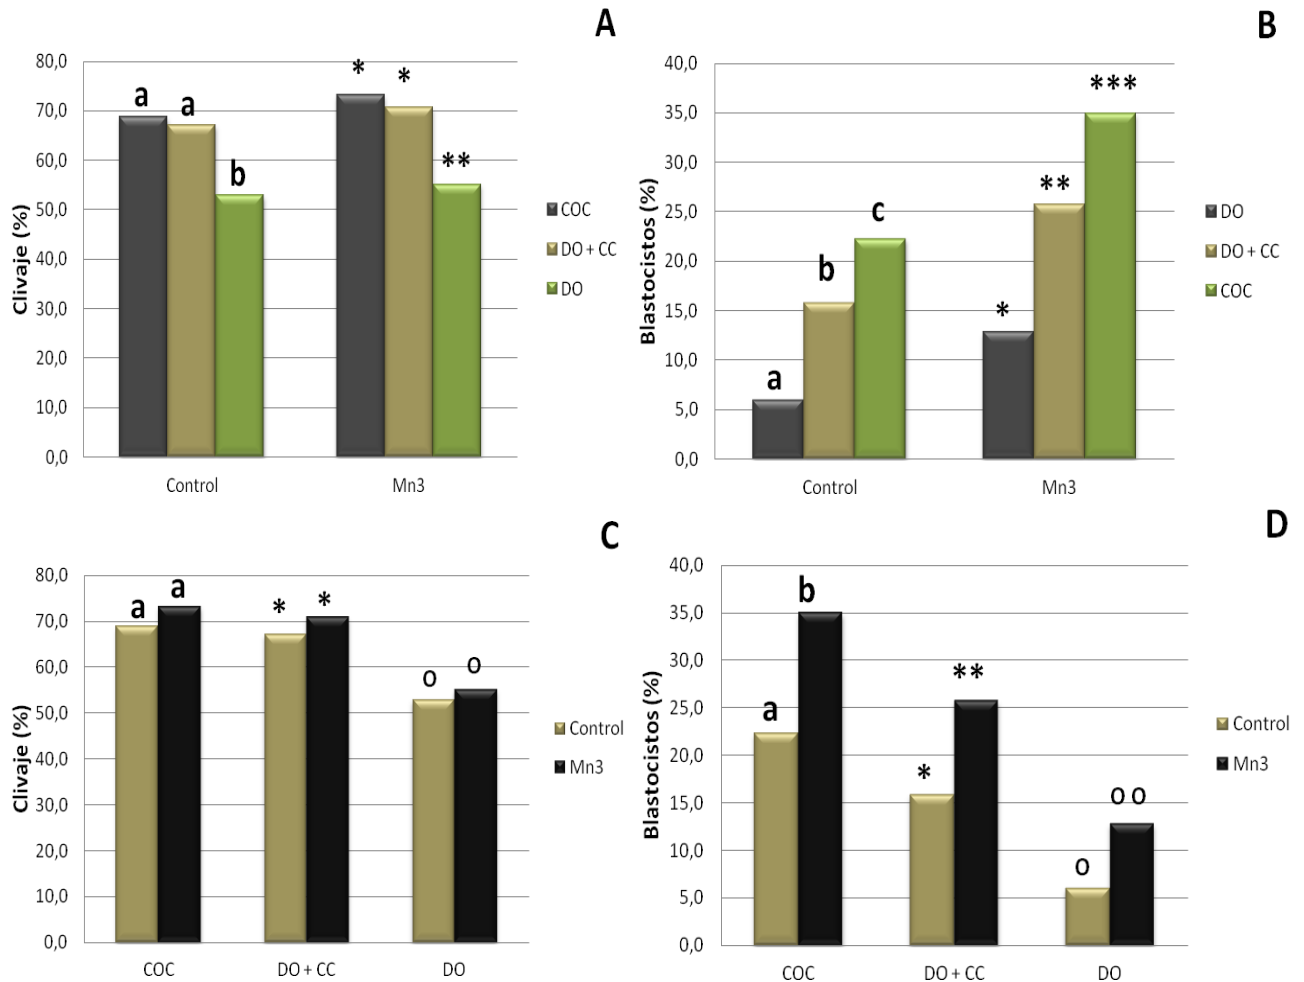 A
80,0
70,0
60,0
50,0
40,0
30,0
20,0
10,0
0,0
Clivaje (%)
a a b
* * **
Control Mn3
COC
DO + CC
DO
B
40,0
35,0
30,0
25,0
20,0
15,0
10,0
5,0
0,0
Blastocistos (%)
a b c
* ** ***
Control Mn3
DO
DO + CC
COC
C
80,0
70,0
60,0
50,0
40,0
30,0
20,0
10,0
0,0
Clivaje (%)
a a
* *
o o
COC DO + CC DO
Control
Mn3
D
40,0
35,0
30,0
25,0
20,0
15,0
10,0
5,0
0,0
Blastocistos (%)
a b
* **
o o o
COC DO + CC DO
Control
Mn3